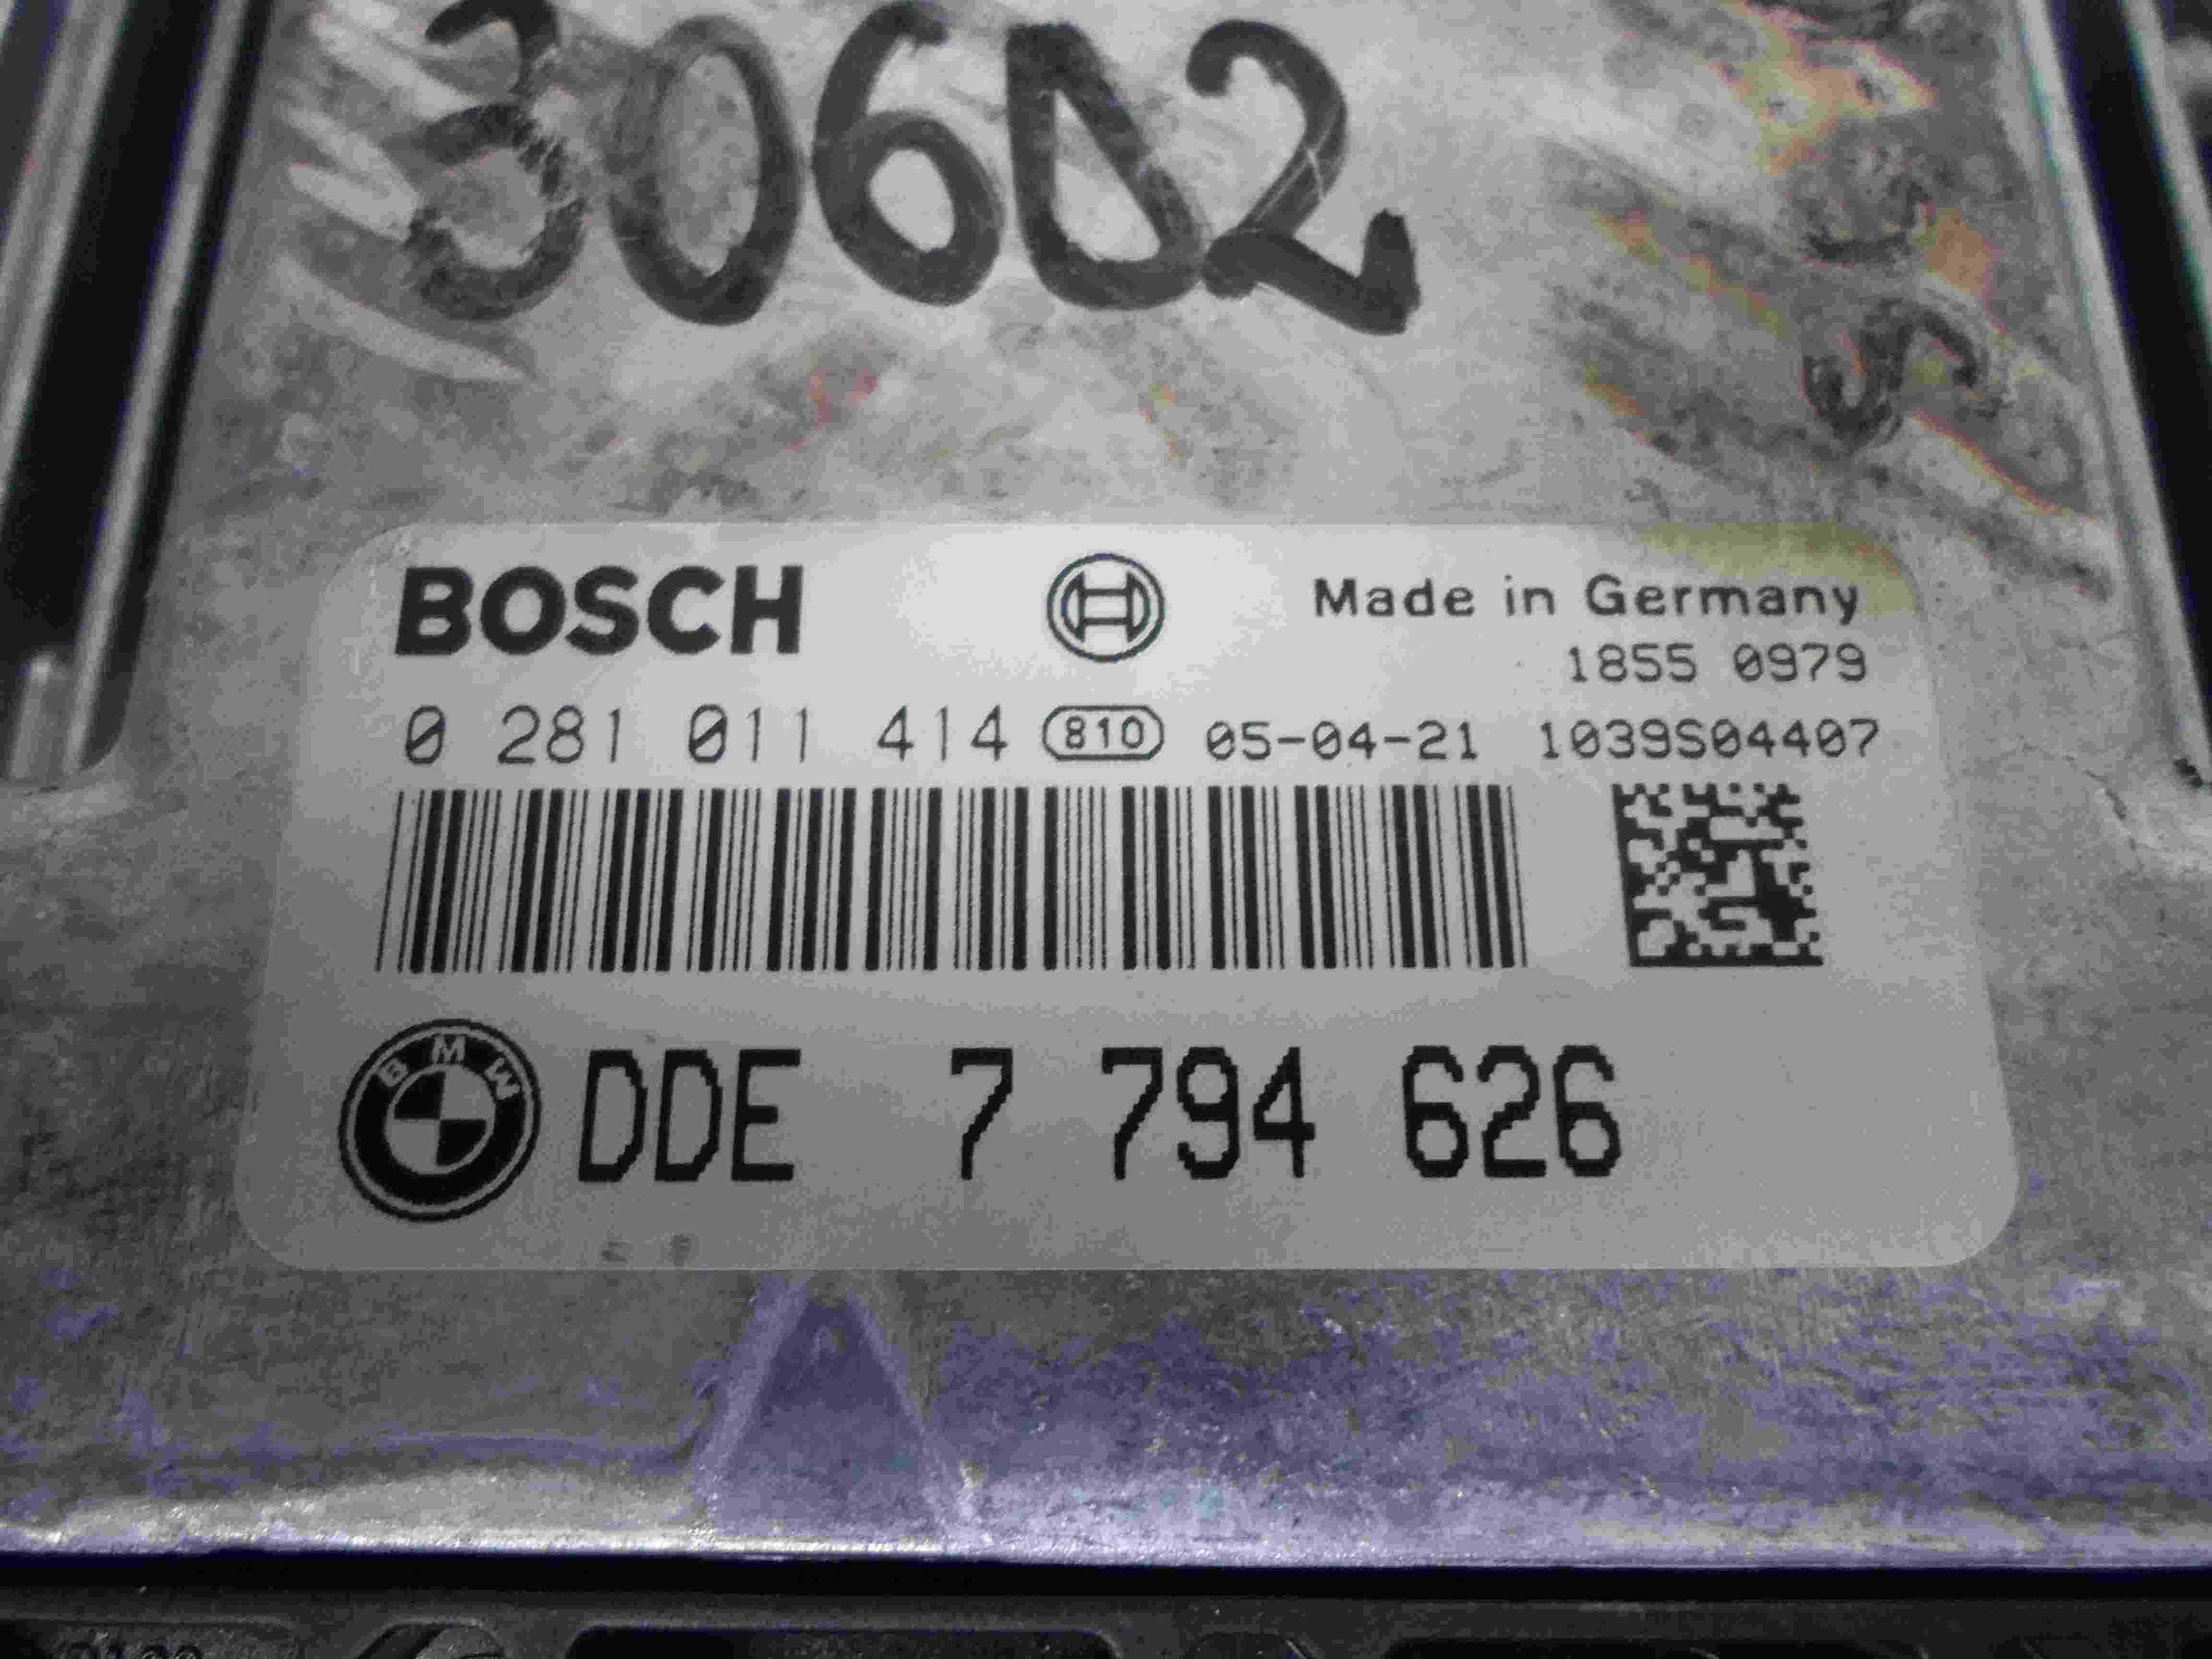 30602
BOSCH
Made in Germany
1855 0979
0 281 011 414 810 05-04-21 1039S04407
BMW DDE 7 794 626